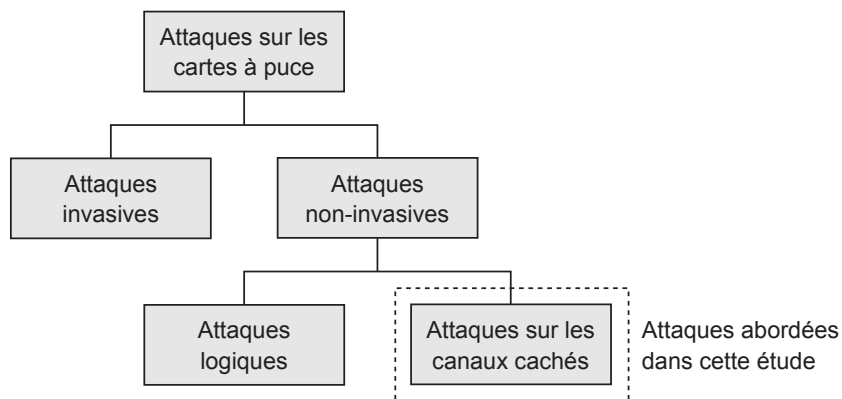 Attaques sur les
cartes à puce
Attaques
invasives
Attaques
non-invasives
Attaques
logiques
Attaques sur les
canaux cachés
Attaques abordées
dans cette étude